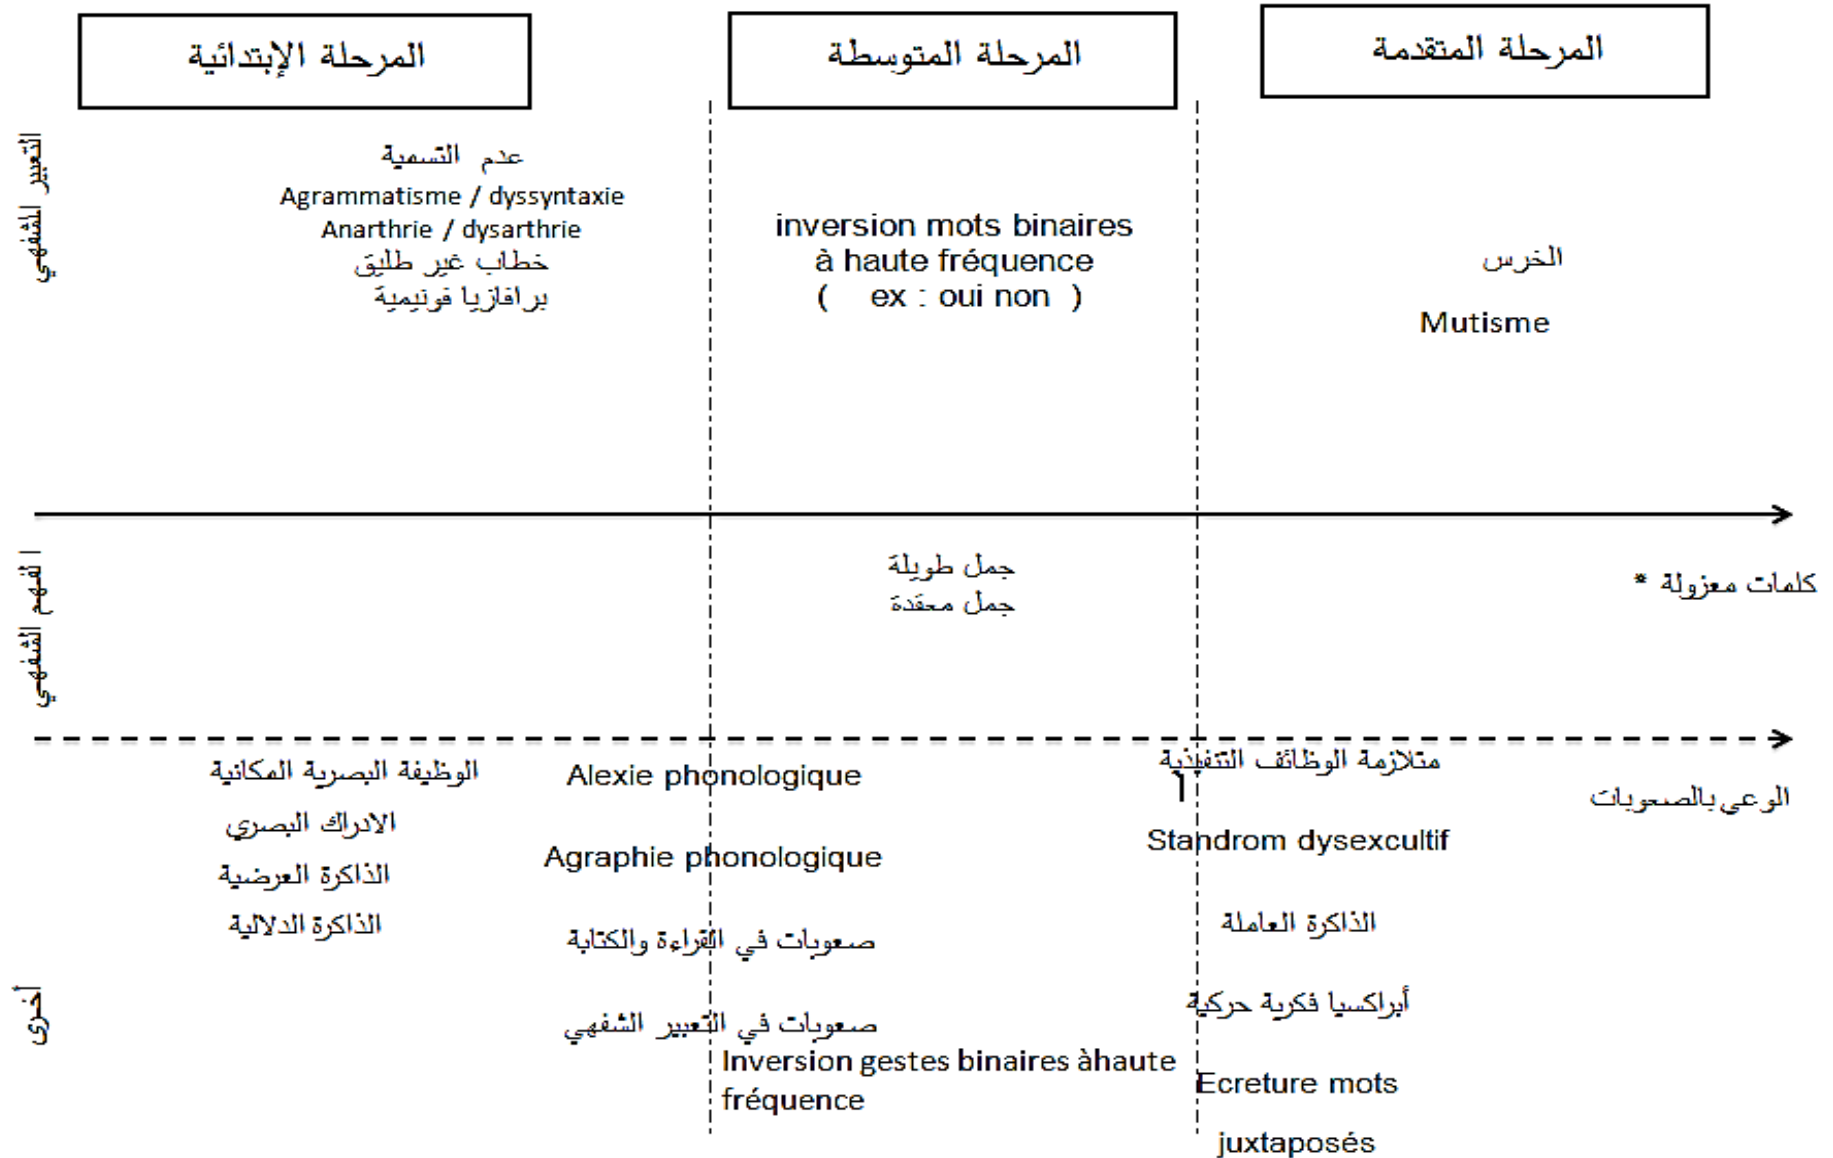 المرحلة الإبتدائية
المرحلة المتوسطة
المرحلة المتقدمة
التعبير الشفهي
عدم التسمية
Agrammatisme / dyssyntaxie
Anarthrie / dysarthrie
خطاب غير طليق
برافازيا فونيمية
inversion mots binaires
à haute fréquence
( ex : oui non )
الخرس
Mutisme
الفهم الشفهي
جمل طويلة
جمل معقدة
كلمات معزولة *
أخرى
الوظيفة البصرية المكانية
الادراك البصري
الذاكرة العرضية
الذاكرة الدلالية
Alexie phonologique
Agraphie phonologique
صعوبات في القراءة والكتابة
صعوبات في التعبير الشفهي
Inversion gestes binaires àhaute
fréquence
متلازمة الوظائف التنفيذية
Standrom dysexcultif
الذاكرة العاملة
أبراكسيا فكرية حركية
Ecreture mots
juxtaposés
الوعي بالصعوبات